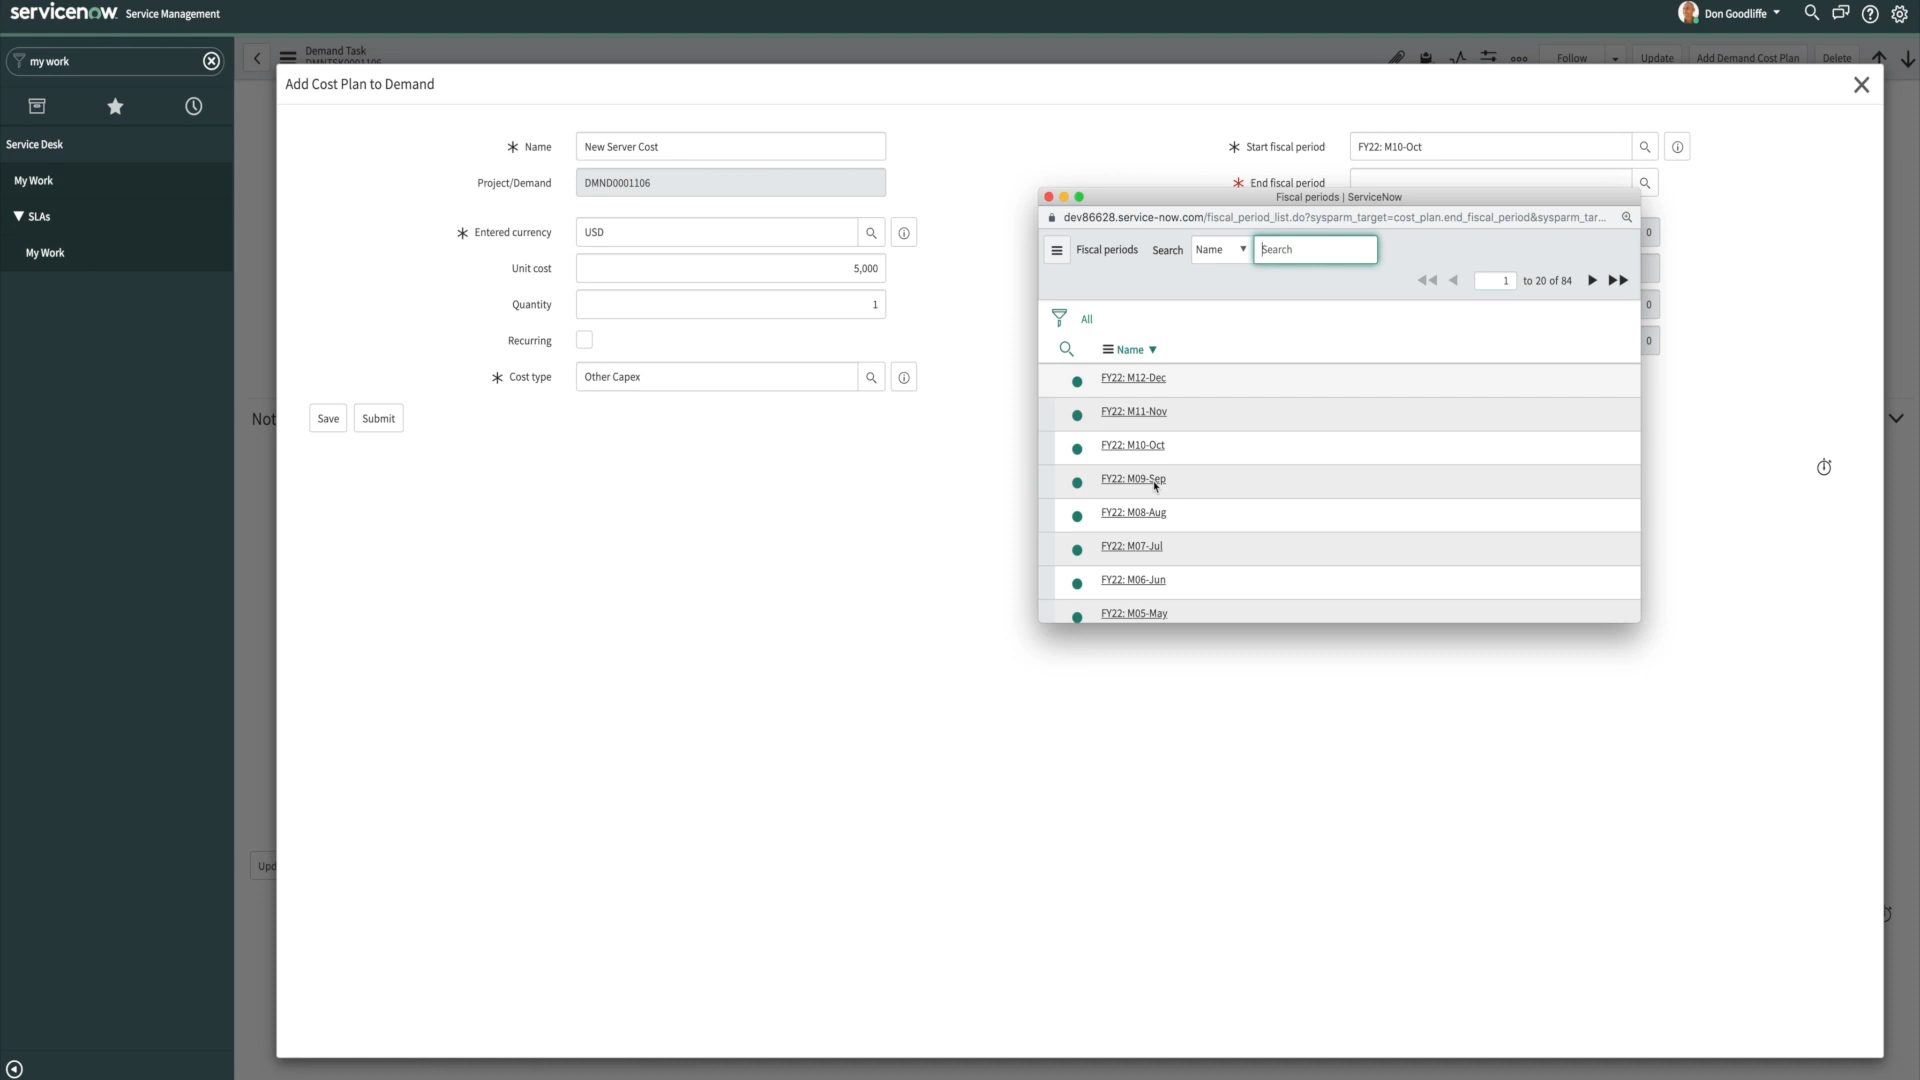 servicenow. Service Management
Don Goodliffe
my work
Service Desk
My Work
SLAs
My Work
Demand Task
Follow
Update
Add Demand Cost Plan
Delete
Add Cost Plan to Demand
Name
New Server Cost
Project/Demand
DMND0001106
Entered currency
USD
Unit cost
5,000
Quantity
1
Recurring
Cost type
Other Capex
Save
Submit
Start fiscal period
FY22: M10-Oct
End fiscal period
0
0
0
Fiscal periods | ServiceNow
dev86628.service-now.com/fiscal_period_list.do?sysparm_target=cost_plan.end_fiscal_period&sysparm_tar...
Fiscal periods
Search
Name
Search
1 to 20 of 84
All
Name
FY22: M12-Dec
FY22: M11-Nov
FY22: M10-Oct
FY22: M09-Sep
FY22: M08-Aug
FY22: M07-Jul
FY22: M06-Jun
FY22: M05-May
Not
Upd